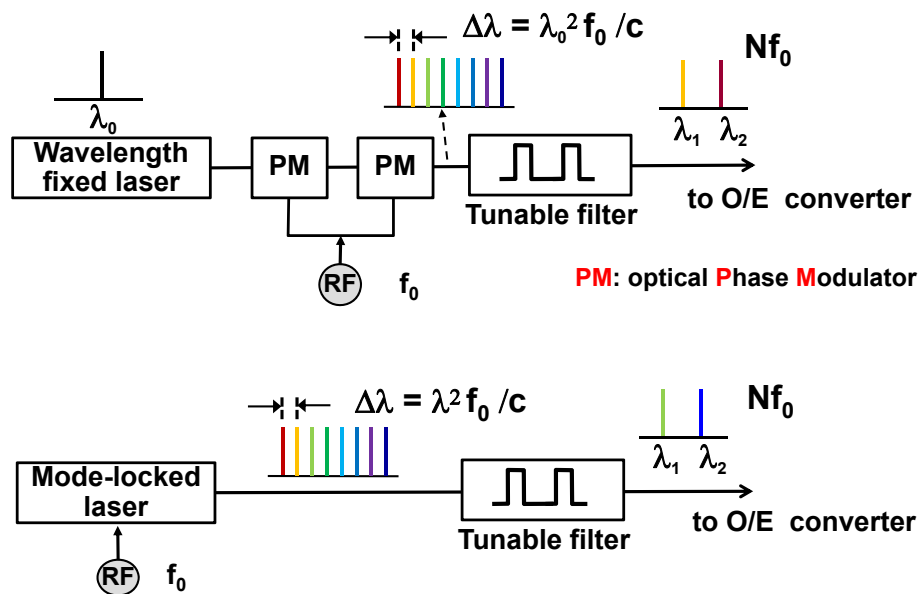 Δλ = λ₀² f₀ /c
Nf₀
λ₀
λ₁ λ₂
Wavelength
fixed laser
PM
PM
Tunable filter
to O/E converter
RF
f₀
PM: optical Phase Modulator
Δλ = λ² f₀ /c
Nf₀
λ₁ λ₂
Mode-locked
laser
Tunable filter
to O/E converter
RF
f₀